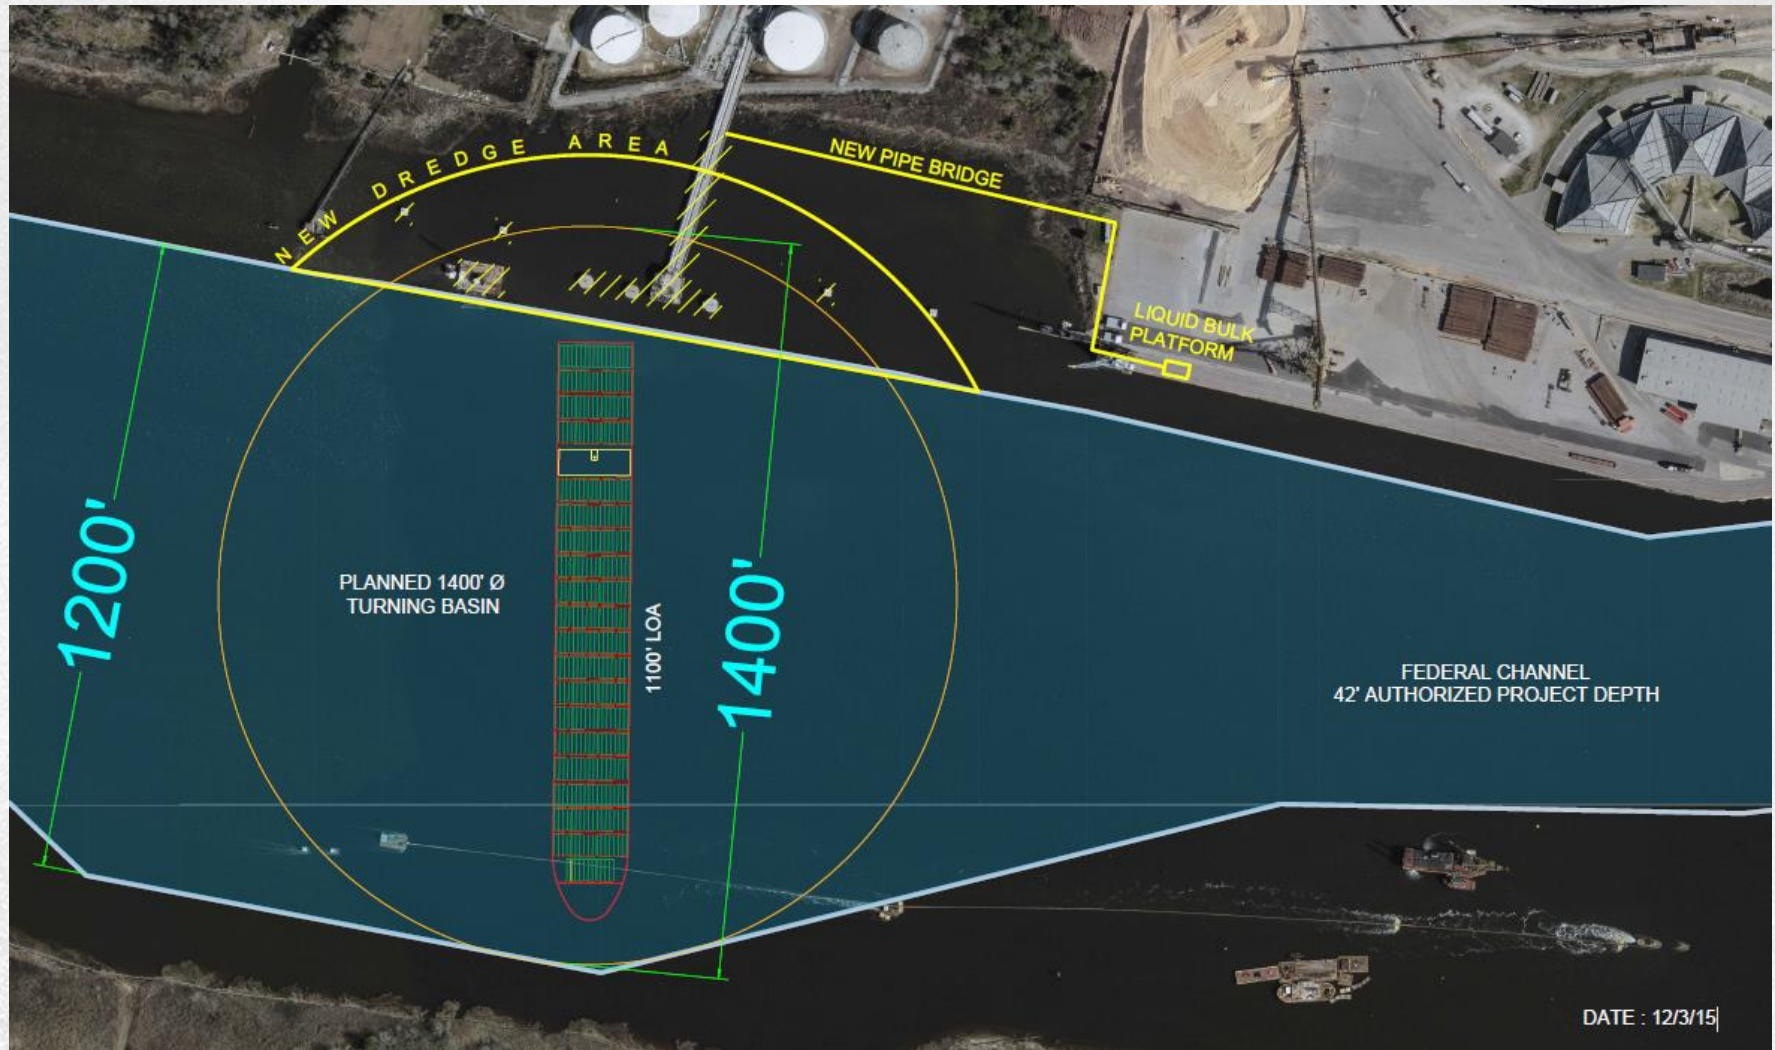 NEW DREDGE AREA
NEW PIPE BRIDGE
LIQUID BULK
PLATFORM
1200'
PLANNED 1400' Ø
TURNING BASIN
1100' LOA
1400'
FEDERAL CHANNEL
42' AUTHORIZED PROJECT DEPTH
DATE : 12/3/15